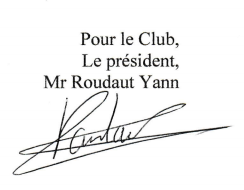 Pour le Club,
Le président,
Mr Roudaut Yann